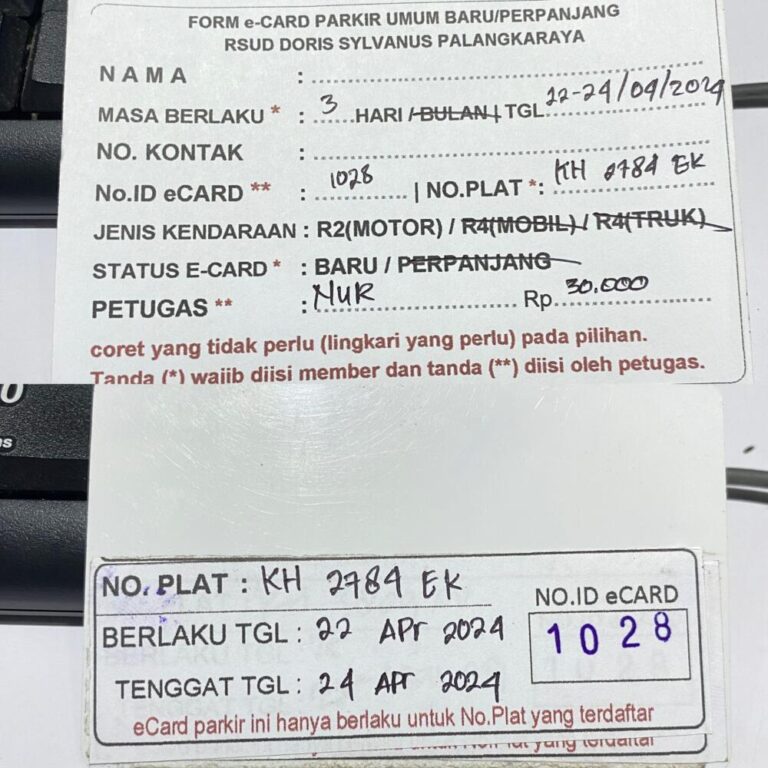 FORM e-CARD PARKIR UMUM BARU/PERPANJANG
RSUD DORIS SYLVANUS PALANGKARAYA
NAMA :
MASA BERLAKU * : 3 HARI / BULAN | TGL 22-24/04/2024
NO. KONTAK :
No.ID eCARD ** : 1028 | NO.PLAT *: KH 2784 EK
JENIS KENDARAAN : R2(MOTOR) / R4(MOBIL) / R4(TRUK)
STATUS E-CARD * : BARU / PERPANJANG
PETUGAS ** : NUR Rp. 30.000
coret yang tidak perlu (lingkari yang perlu) pada pilihan.
Tanda (*) wajib diisi member dan tanda (**) diisi oleh petugas.
NO. PLAT : KH 2784 EK
NO.ID eCARD
1028
BERLAKU TGL : 22 APr 2024
TENGGAT TGL : 24 APr 2024
eCard parkir ini hanya berlaku untuk No.Plat yang terdaftar